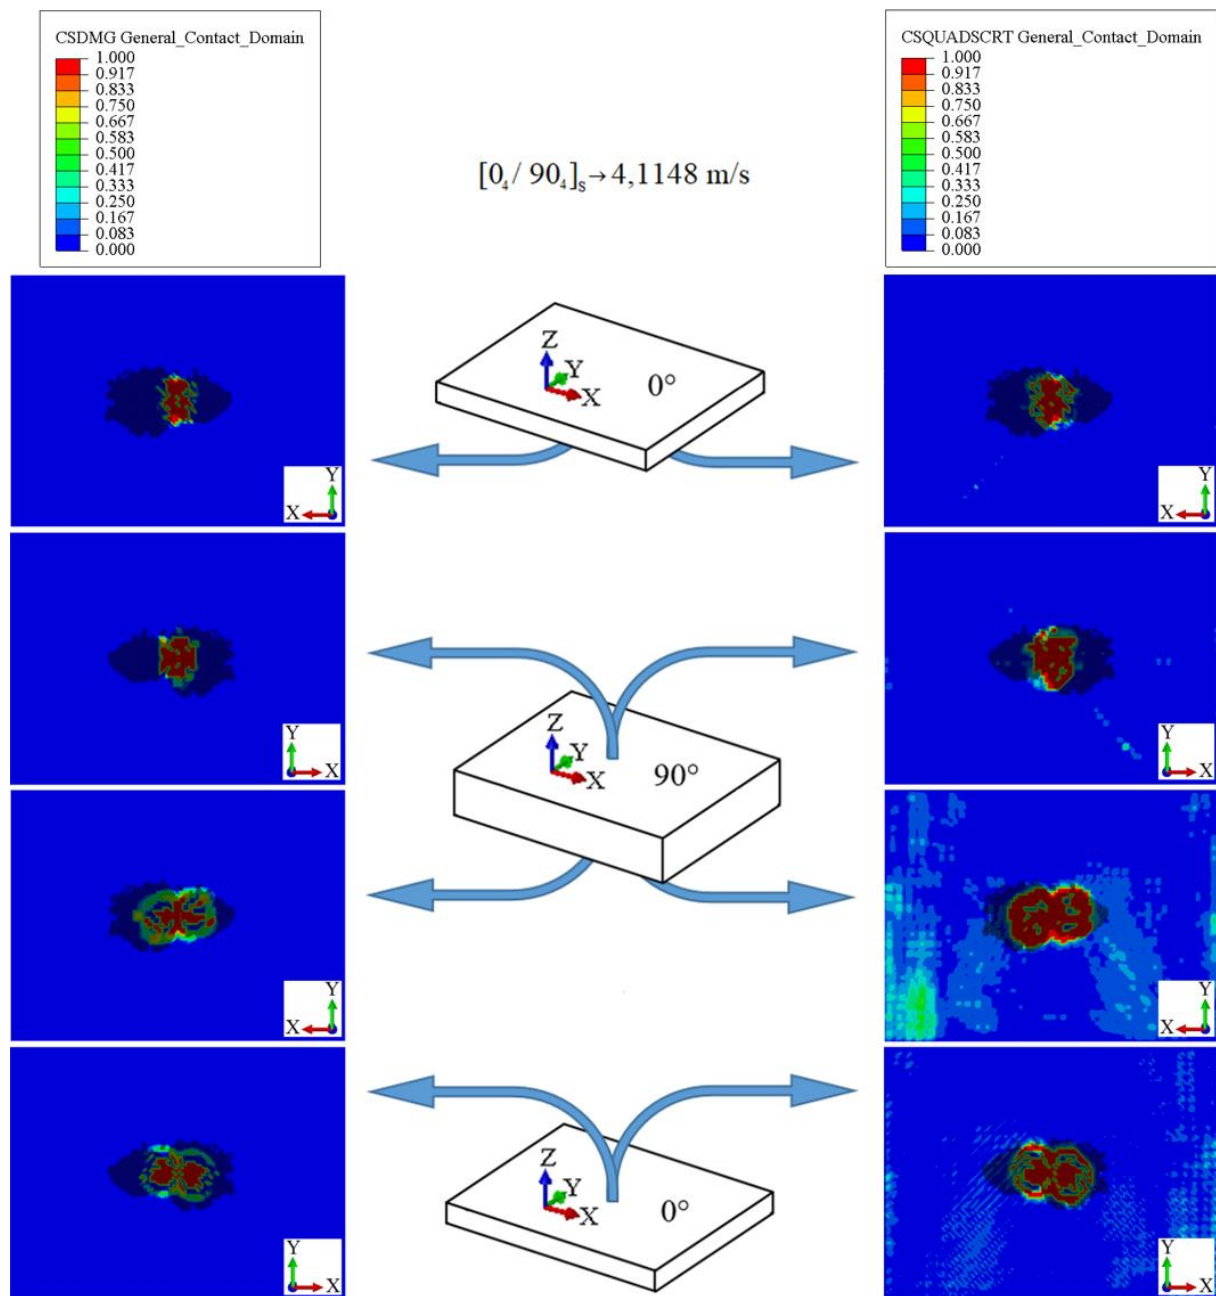 CSDMG General_Contact_Domain
1.000
0.917
0.833
0.750
0.667
0.583
0.500
0.417
0.333
0.250
0.167
0.083
0.000
[0₄/ 90₄]ₛ→4,1148 m/s
CSQUADSCRT General_Contact_Domain
1.000
0.917
0.833
0.750
0.667
0.583
0.500
0.417
0.333
0.250
0.167
0.083
0.000
Y
X
Z
Y
X
0°
Y
X
Y
X
Z
Y
X
90°
Y
X
Y
X
Y
X
Y
X
Z
Y
X
0°
Y
X